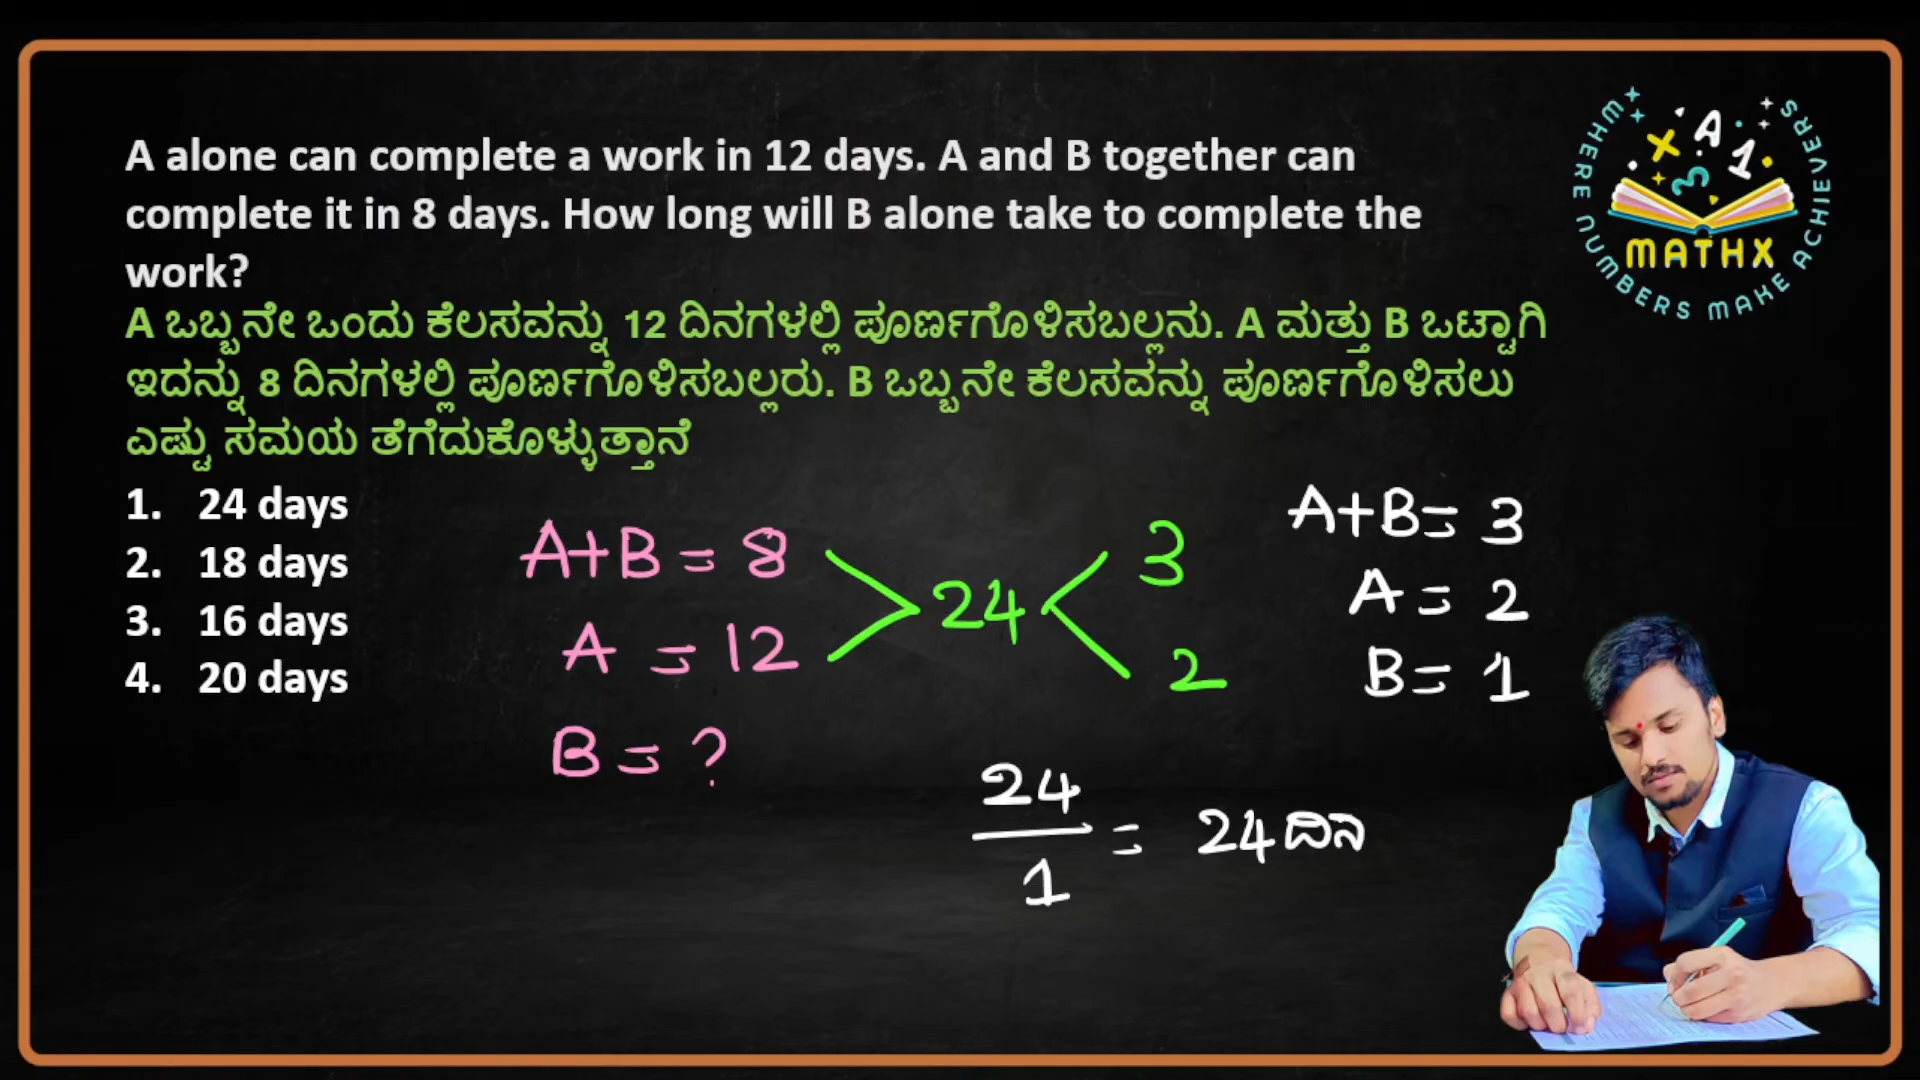 A alone can complete a work in 12 days. A and B together can
complete it in 8 days. How long will B alone take to complete the
work?
A ಒಬ್ಬನೇ ಒಂದು ಕೆಲಸವನ್ನು 12 ದಿನಗಳಲ್ಲಿ ಪೂರ್ಣಗೊಳಿಸಬಲ್ಲನು. A ಮತ್ತು B ಒಟ್ಟಾಗಿ
ಇದನ್ನು 8 ದಿನಗಳಲ್ಲಿ ಪೂರ್ಣಗೊಳಿಸಬಲ್ಲರು. B ಒಬ್ಬನೇ ಕೆಲಸವನ್ನು ಪೂರ್ಣಗೊಳಿಸಲು
ಎಷ್ಟು ಸಮಯ ತೆಗೆದುಕೊಳ್ಳುತ್ತಾನೆ
1. 24 days
2. 18 days
3. 16 days
4. 20 days
A+B = 8
A = 12
B = ?
24
3
2
A+B = 3
A = 2
B = 1
24
1
= 24 ದಿನ
X A 1 3
MATHX
WHERE NUMBERS MAKE ACHIEVERS